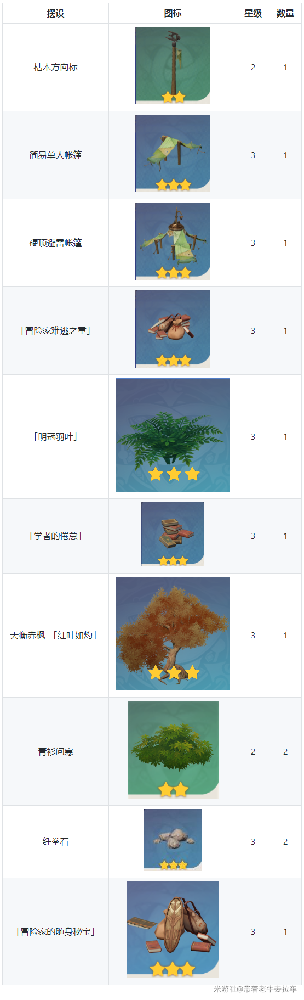 摆设 图标 星级 数量
枯木方向标 2 1
简易单人帐篷 3 1
硬顶避雷帐篷 3 1
「冒险家难逃之重」 3 1
「明冠羽叶」 3 1
「学者的倦怠」 3 1
天衡赤枫-「红叶如灼」 3 1
青衫问寒 2 2
纤拳石 3 2
「冒险家的随身秘宝」 3 1
米游社@带着老牛去拉车